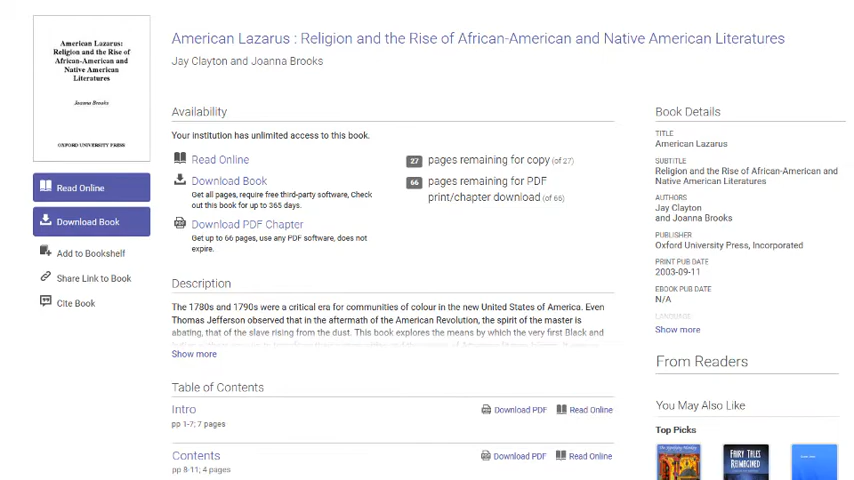 American Lazarus:
Religion and the Rise of
African-American and
Native American
Literatures
Joanna Brooks
OXFORD UNIVERSITY PRESS
Read Online
Download Book
Add to Bookshelf
Share Link to Book
Cite Book
American Lazarus : Religion and the Rise of African-American and Native American Literatures
Jay Clayton and Joanna Brooks
Availability
Your institution has unlimited access to this book.
Read Online
Download Book
Get all pages, require free third-party software, Check
out this book for up to 365 days.
Download PDF Chapter
Get up to 66 pages, use any PDF software, does not
expire.
27 pages remaining for copy (of 27)
66 pages remaining for PDF
print/chapter download (of 66)
Description
The 1780s and 1790s were a critical era for communities of colour in the new United States of America. Even
Thomas Jefferson observed that in the aftermath of the American Revolution, the spirit of the master is
abating, that of the slave rising from the dust. This book explores the means by which the very first Black and
Show more
Table of Contents
Intro
Download PDF
Read Online
pp 1-7; 7 pages
Contents
Download PDF
Read Online
pp 8-11; 4 pages
Book Details
TITLE
American Lazarus
SUBTITLE
Religion and the Rise of African-American and
Native American Literatures
AUTHORS
Jay Clayton
and Joanna Brooks
PUBLISHER
Oxford University Press, Incorporated
PRINT PUB DATE
2003-09-11
EBOOK PUB DATE
N/A
LANGUAGE
Show more
From Readers
You May Also Like
Top Picks
FAIRY TALES
REIMAGINED